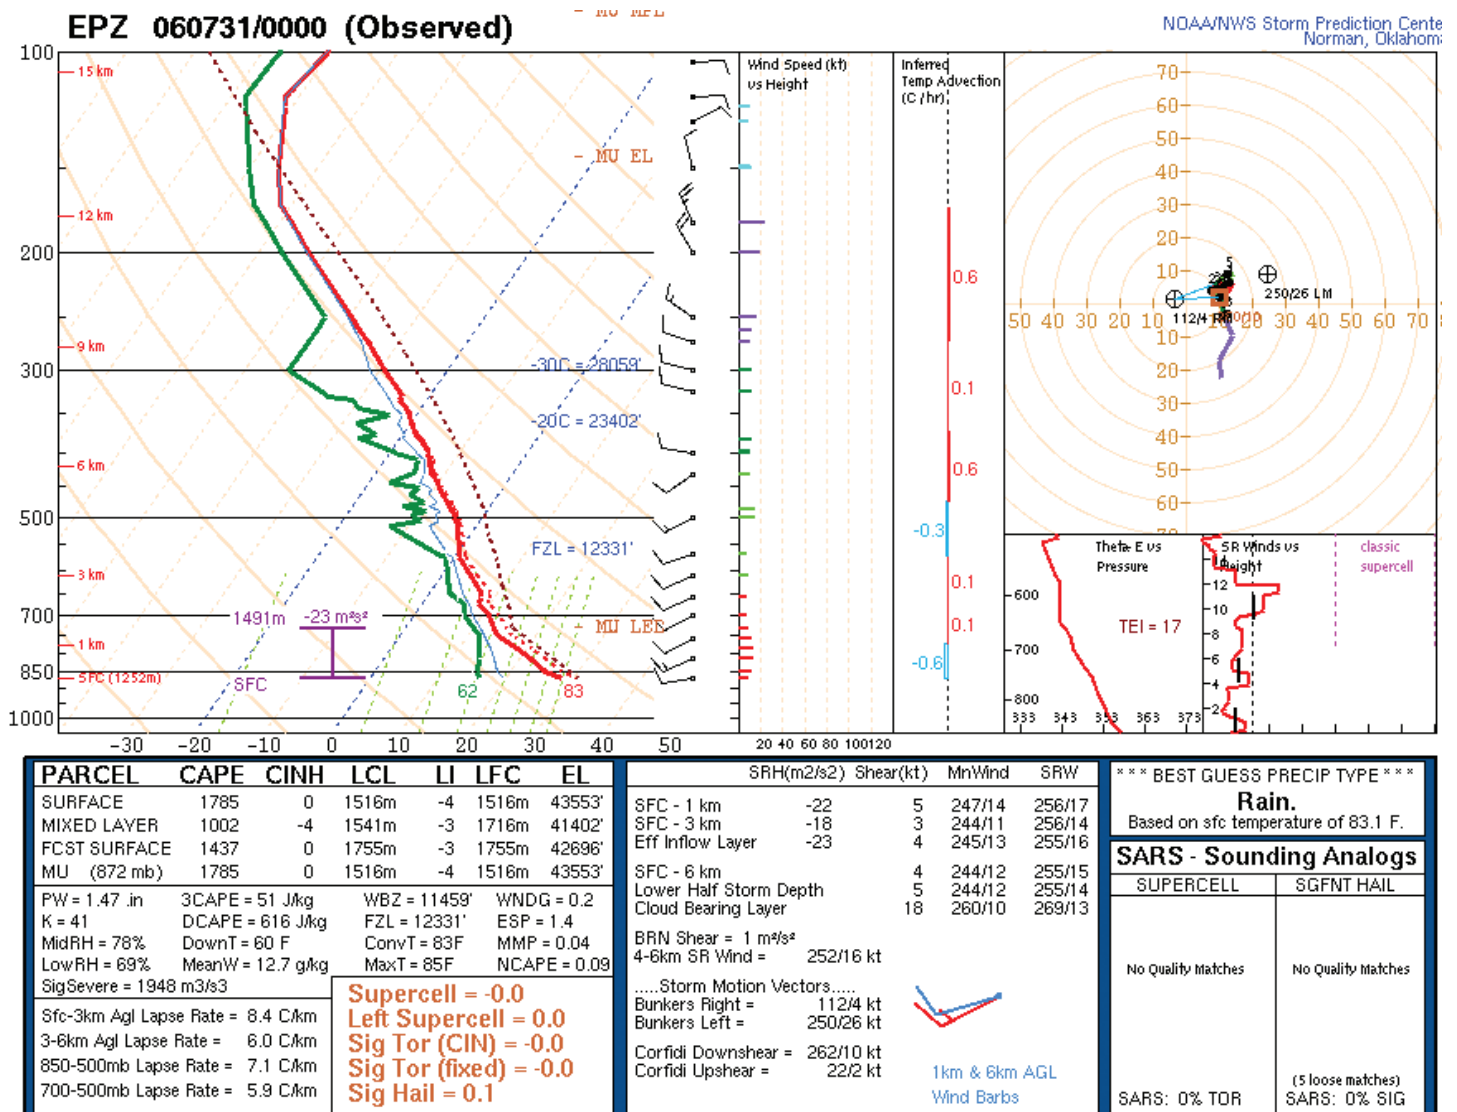 - MU MPL
EPZ 060731/0000 (Observed)
NOAA/NWS Storm Prediction Cente
Norman, Oklahoma
100
200
300
400
500
600
700
850
1000
15 km
12 km
9 km
6 km
3 km
1 km
SFC (1252m)
- MU EL
-30C = 28059'
-20C = 23402'
FZL = 12331'
- MU
1491m -23 m²s²
SFC
62
83
-30 -20 -10 0 10 20 30 40 50
Wind Speed (kt)
vs Height
20 40 60 80 100120
Inferred
Temp Advection
(C /hr)
0.6
0.1
0.6
-0.3
0.1
0.1
-0.6
70
60
50
40
30
20
10
50 40 30 20 10 20 30 40 50 60 70
10
20
30
40
50
60
70
250/26 LM
112/4
Theta-E vs
Pressure
600
700
800
TEI = 17
333 343 353 363 373
SR Winds vs
Height
14
12
10
8
6
4
2
classic
supercell
PARCEL CAPE CINH LCL LI LFC EL
SURFACE 1785 0 1516m -4 1516m 43553'
MIXED LAYER 1002 -4 1541m -3 1716m 41402'
FCST SURFACE 1437 0 1755m -3 1755m 42696'
MU (872 mb) 1785 0 1516m -4 1516m 43553'
PW = 1.47 .in 3CAPE = 51 J/kg WBZ = 11459' WNDG = 0.2
K = 41 DCAPE = 616 J/kg FZL = 12331' ESP = 1.4
MidRH = 78% DownT = 60 F ConvT = 83F MMP = 0.04
LowRH = 69% MeanW = 12.7 g/kg MaxT = 85F NCAPE = 0.09
SigSevere = 1948 m3/s3
Sfc-3km Agl Lapse Rate = 8.4 C/km
3-6km Agl Lapse Rate = 6.0 C/km
850-500mb Lapse Rate = 7.1 C/km
700-500mb Lapse Rate = 5.9 C/km
Supercell = -0.0
Left Supercell = 0.0
Sig Tor (CIN) = -0.0
Sig Tor (fixed) = -0.0
Sig Hail = 0.1
SRH(m2/s2) Shear(kt) MnWind SRW
SFC - 1 km -22 5 247/14 256/17
SFC - 3 km -18 3 244/11 256/14
Eff Inflow Layer -23 4 245/13 255/16
SFC - 6 km 4 244/12 255/15
Lower Half Storm Depth 5 244/12 255/14
Cloud Bearing Layer 18 260/10 269/13
BRN Shear = 1 m²/s²
4-6km SR Wind = 252/16 kt
.....Storm Motion Vectors.....
Bunkers Right = 112/4 kt
Bunkers Left = 250/26 kt
Corfidi Downshear = 262/10 kt
Corfidi Upshear = 22/2 kt
1km & 6km AGL
Wind Barbs
* * * BEST GUESS PRECIP TYPE * * *
Rain.
Based on sfc temperature of 83.1 F.
SARS - Sounding Analogs
SUPERCELL SGFNT HAIL
No Quality Matches No Quality Matches
(5 loose matches)
SARS: 0% TOR SARS: 0% SIG